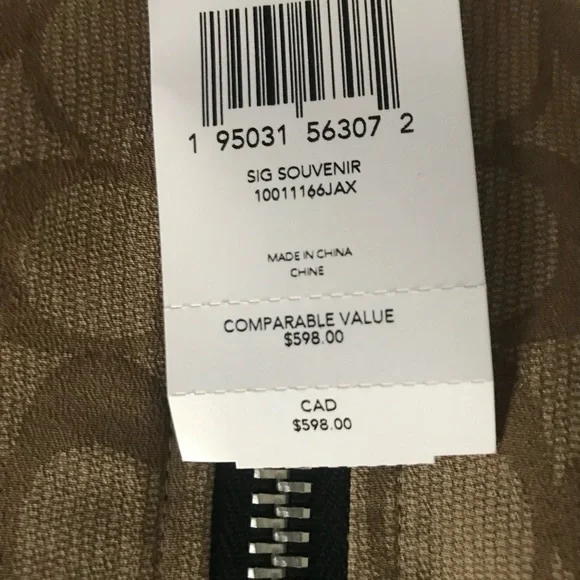 1 95031 56307 2
SIG SOUVENIR
10011166JAX
MADE IN CHINA
CHINE
COMPARABLE VALUE
$598.00
CAD
$598.00